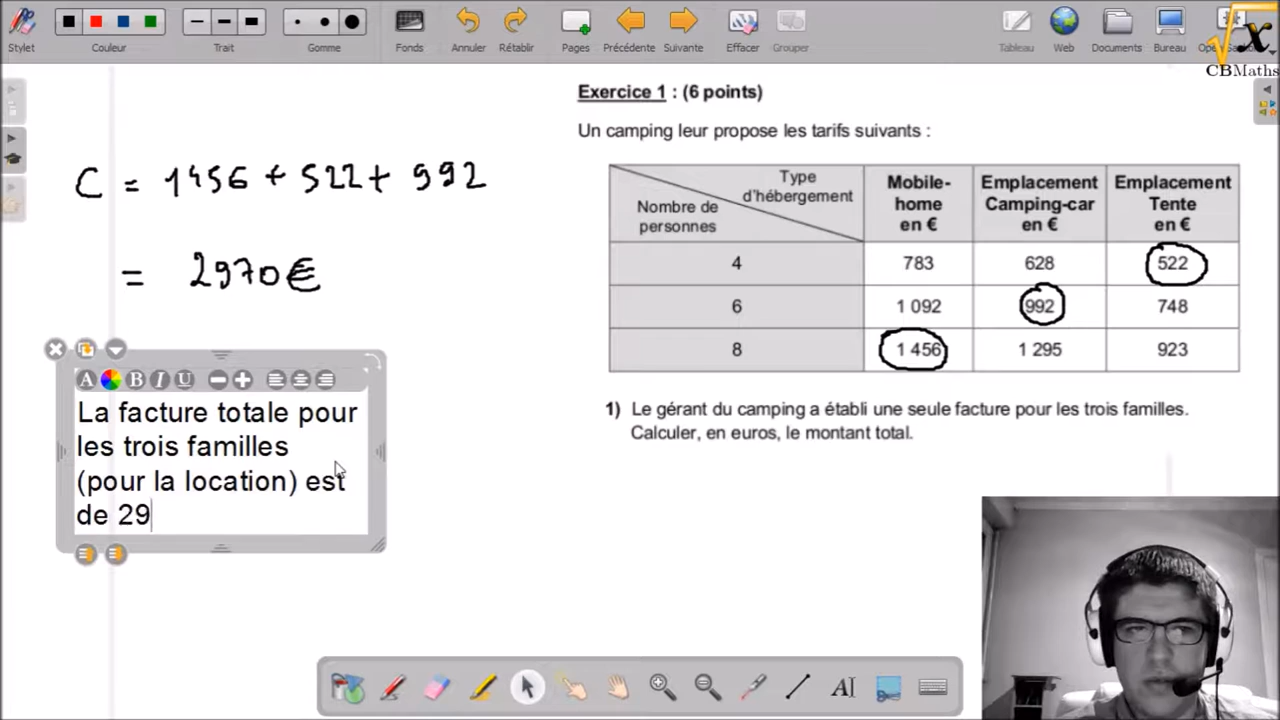 Stylet
Couleur
Trait
Gomme
Fonds
Annuler
Rétablir
Pages
Précédente
Suivante
Effacer
Grouper
Tableau
Web
Documents
Bureau
CBMaths
Exercice 1 : (6 points)
Un camping leur propose les tarifs suivants :
C = 1456 + 522 + 992
= 2970€
Type d'hébergement
Nombre de personnes
Mobile-home en €
Emplacement Camping-car en €
Emplacement Tente en €
4 783 628 522
6 1 092 992 748
8 1 456 1 295 923
A B I U
La facture totale pour
les trois familles
(pour la location) est
de 29
1) Le gérant du camping a établi une seule facture pour les trois familles.
Calculer, en euros, le montant total.
AI